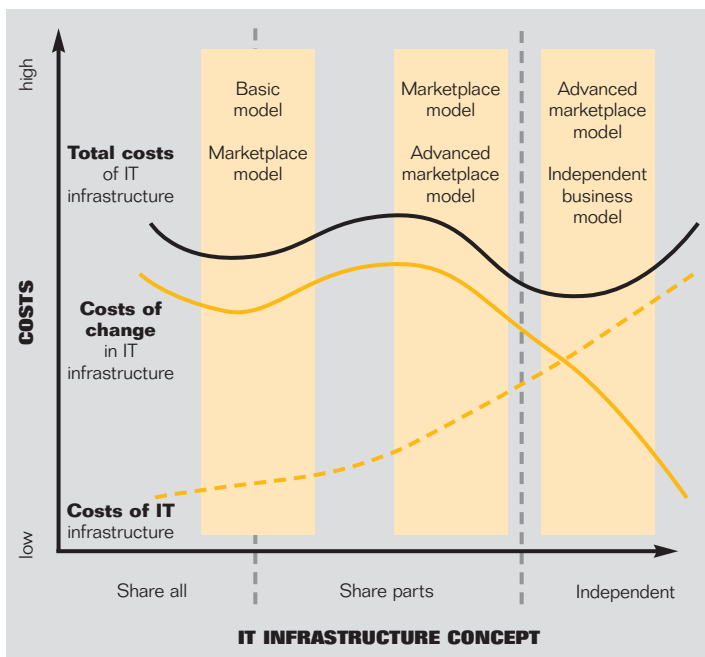 high
Basic
model
Marketplace
model
Marketplace
model
Advanced
marketplace
model
Advanced
marketplace
model
Independent
business
model
Total costs
of IT
infrastructure
COSTS
Costs of
change
in IT
infrastructure
Costs of IT
infrastructure
low
Share all
Share parts
Independent
IT INFRASTRUCTURE CONCEPT